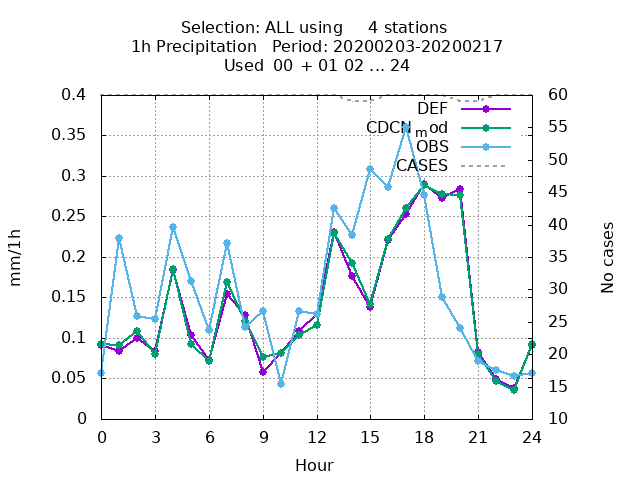 Selection: ALL using     4 stations
1h Precipitation   Period: 20200203-20200217
Used  00 + 01 02 ... 24
0.4
0.35
0.3
0.25
0.2
0.15
0.1
0.05
0
mm/1h
60
55
50
45
40
35
30
25
20
15
10
No cases
DEF
CDCN_mod
OBS
CASES
0 3 6 9 12 15 18 21 24
Hour